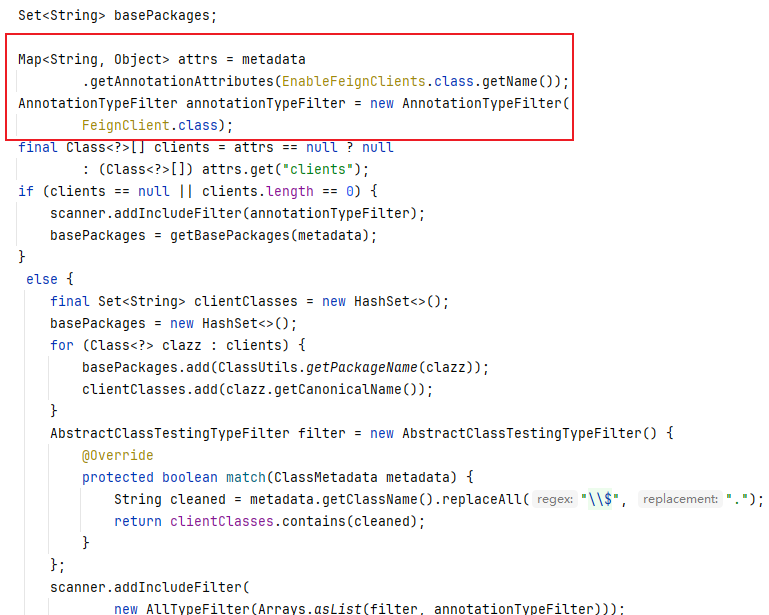 Set<String> basePackages;
Map<String, Object> attrs = metadata
.getAnnotationAttributes(EnableFeignClients.class.getName());
AnnotationTypeFilter annotationTypeFilter = new AnnotationTypeFilter(
FeignClient.class);
final Class<?>[] clients = attrs == null ? null
: (Class<?>[]) attrs.get("clients");
if (clients == null || clients.length == 0) {
scanner.addIncludeFilter(annotationTypeFilter);
basePackages = getBasePackages(metadata);
}
else {
final Set<String> clientClasses = new HashSet<>();
basePackages = new HashSet<>();
for (Class<?> clazz : clients) {
basePackages.add(ClassUtils.getPackageName(clazz));
clientClasses.add(clazz.getCanonicalName());
}
AbstractClassTestingTypeFilter filter = new AbstractClassTestingTypeFilter() {
@Override
protected boolean match(ClassMetadata metadata) {
String cleaned = metadata.getClassName().replaceAll( regex: "\\$", replacement: ".");
return clientClasses.contains(cleaned);
}
};
scanner.addIncludeFilter(
new AllTypeFilter(Arrays.asList(filter, annotationTypeFilter)));